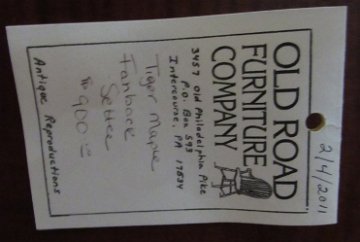 2/4/2011
OLD ROAD
FURNITURE
COMPANY
3457 Old Philadelphia Pike
P.O. Box 593
Intercourse, PA 17534
Tiger Maple
Fanback
Settee
900
Antique Reproductions